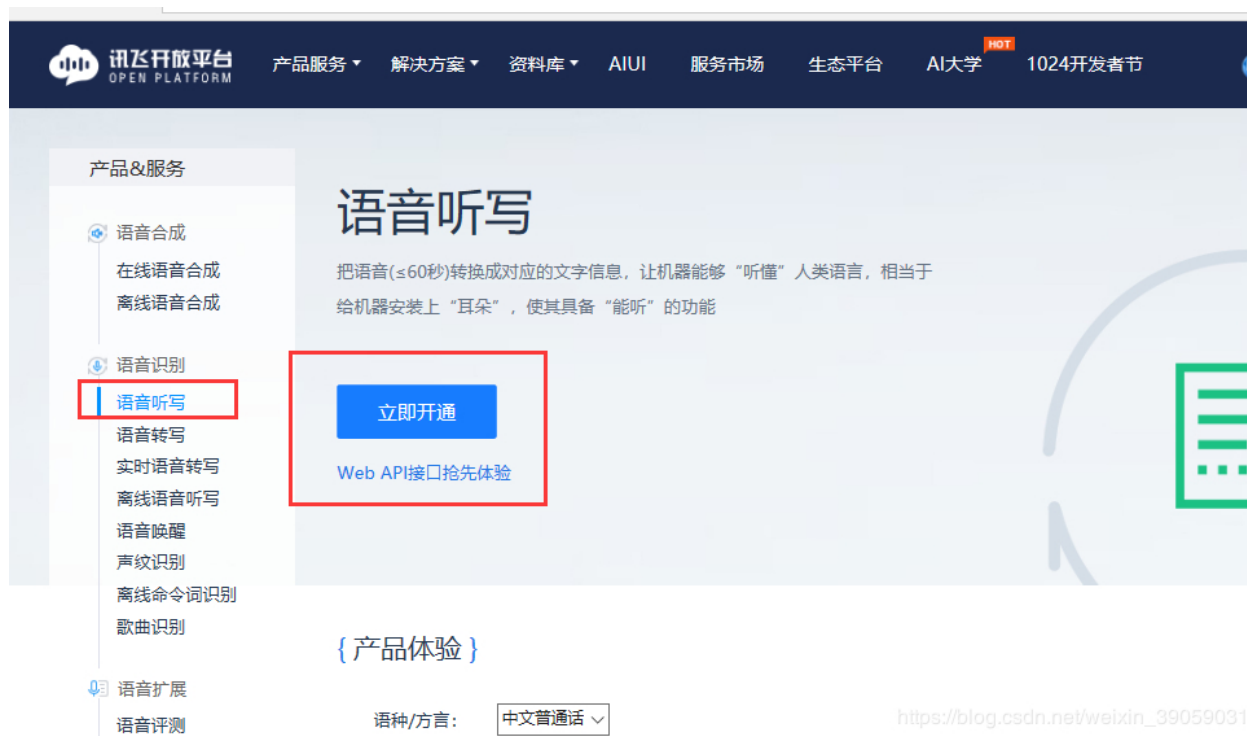 讯飞开放平台
OPEN PLATFORM
产品服务 解决方案 资料库 AIUI 服务市场 生态平台 AI大学 HOT 1024开发者节
产品&服务
语音合成
在线语音合成
离线语音合成
语音识别
语音听写
语音转写
实时语音转写
离线语音听写
语音唤醒
声纹识别
离线命令词识别
歌曲识别
语音扩展
语音评测
语音听写
把语音(≤60秒)转换成对应的文字信息，让机器能够“听懂”人类语言，相当于
给机器安装上“耳朵”，使其具备“能听”的功能
立即开通
Web API接口抢先体验
{ 产品体验 }
语种/方言： 中文普通话
https://blog.csdn.net/weixin_39059031